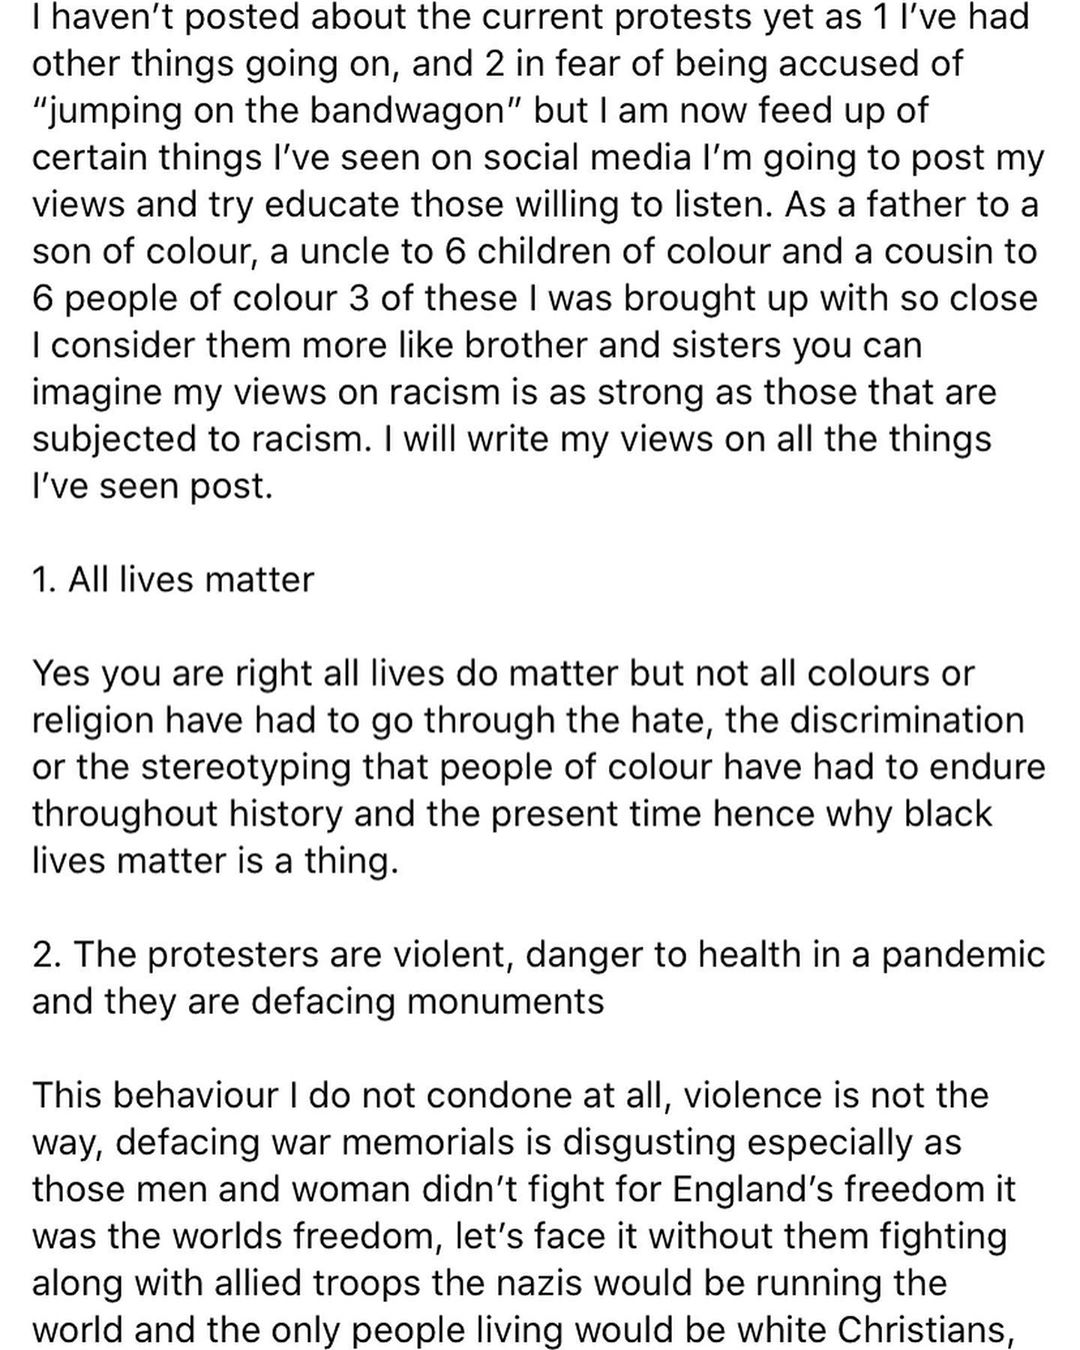 I haven’t posted about the current protests yet as 1 I’ve had
other things going on, and 2 in fear of being accused of
“jumping on the bandwagon” but I am now feed up of
certain things I’ve seen on social media I’m going to post my
views and try educate those willing to listen. As a father to a
son of colour, a uncle to 6 children of colour and a cousin to
6 people of colour 3 of these I was brought up with so close
I consider them more like brother and sisters you can
imagine my views on racism is as strong as those that are
subjected to racism. I will write my views on all the things
I’ve seen post.
1. All lives matter
Yes you are right all lives do matter but not all colours or
religion have had to go through the hate, the discrimination
or the stereotyping that people of colour have had to endure
throughout history and the present time hence why black
lives matter is a thing.
2. The protesters are violent, danger to health in a pandemic
and they are defacing monuments
This behaviour I do not condone at all, violence is not the
way, defacing war memorials is disgusting especially as
those men and woman didn’t fight for England’s freedom it
was the worlds freedom, let’s face it without them fighting
along with allied troops the nazis would be running the
world and the only people living would be white Christians,